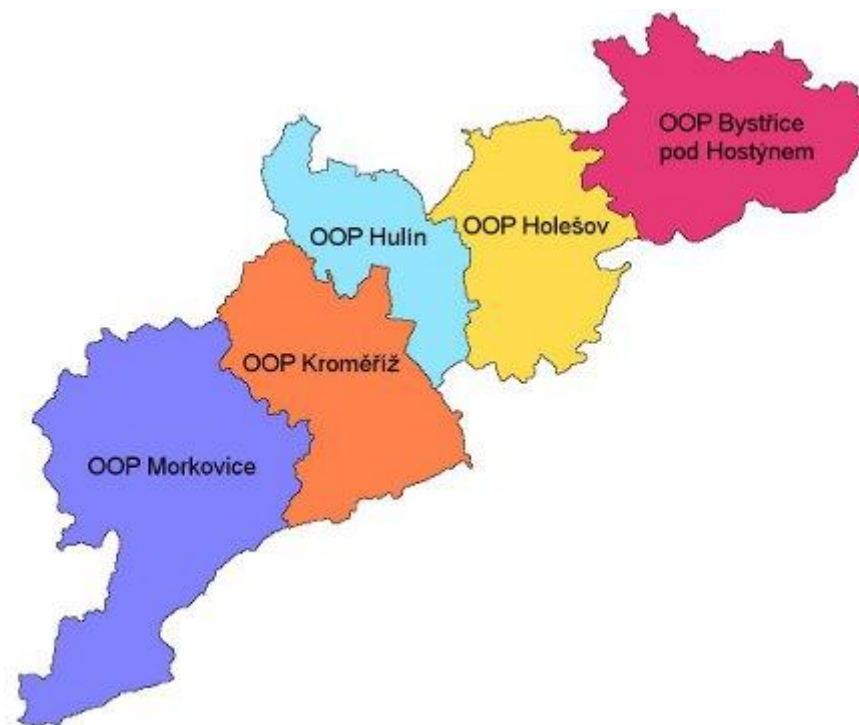 OOP Bystřice
pod Hostýnem
OOP Holešov
OOP Hulín
OOP Kroměříž
OOP Morkovice